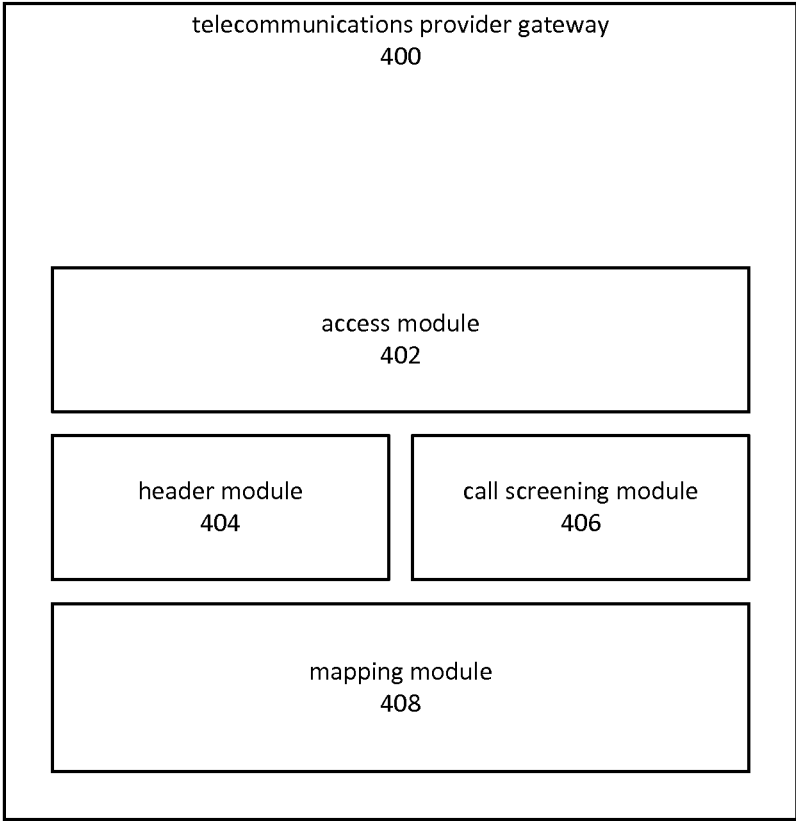 telecommunications provider gateway
400
access module
402
header module
404
call screening module
406
mapping module
408